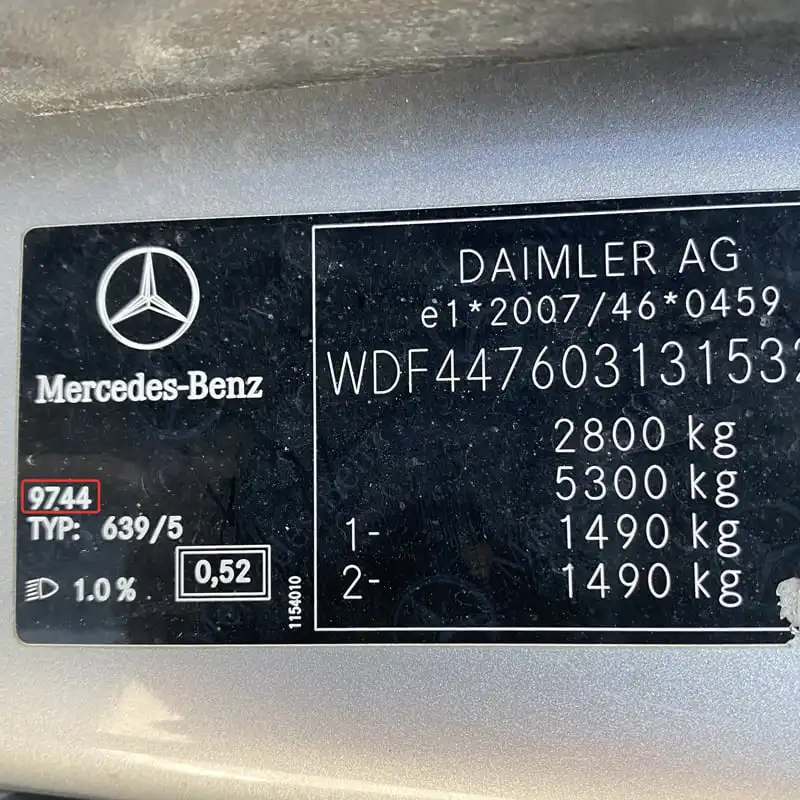 Mercedes-Benz
9744
TYP: 639/5
1.0 %
0,52
1154010
DAIMLER AG
e1*2007/46*0459
WDF44760313153
2800 kg
5300 kg
1- 1490 kg
2- 1490 kg